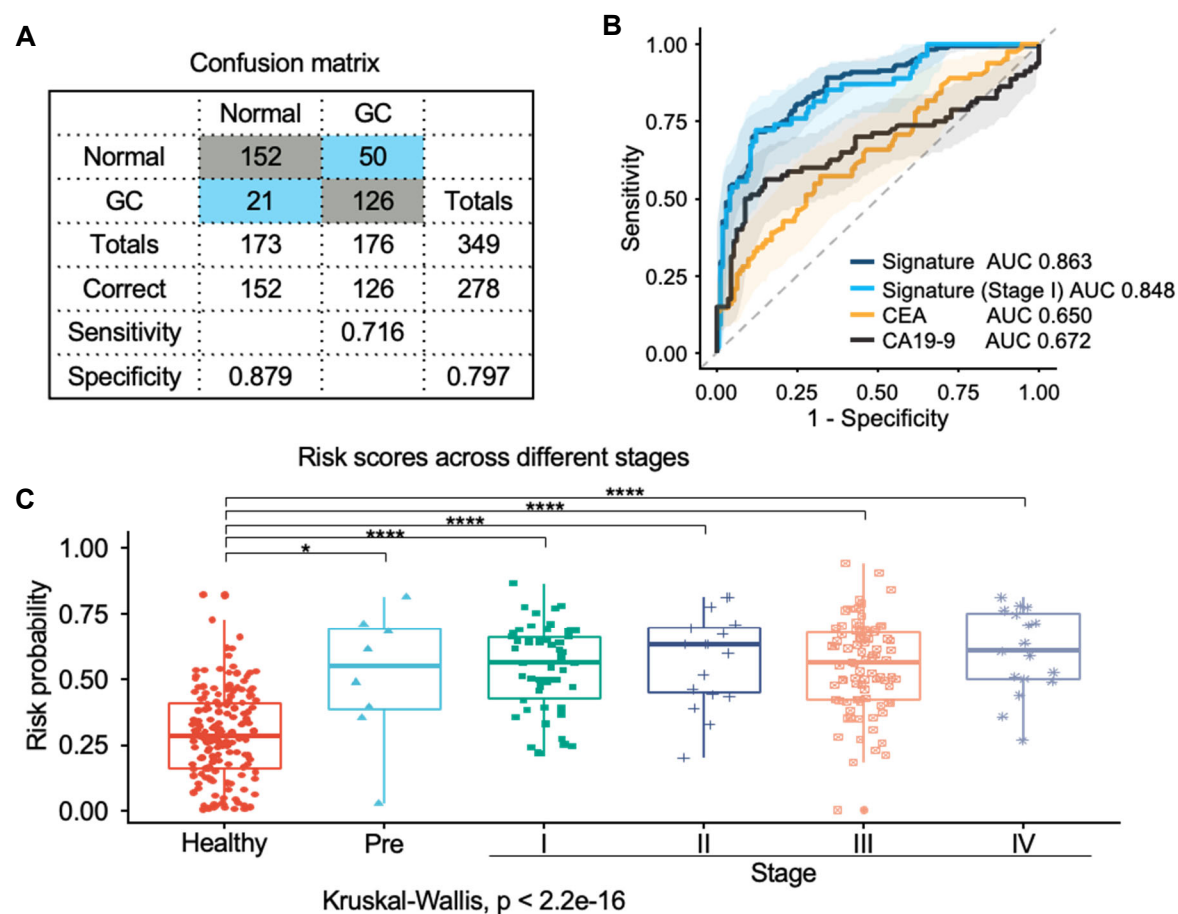 A
Confusion matrix
Normal GC
Normal 152 50
GC 21 126 Totals
Totals 173 176 349
Correct 152 126 278
Sensitivity 0.716
Specificity 0.879 0.797
B
1.00
0.75
0.50
0.25
0.00
Sensitivity
Signature AUC 0.863
Signature (Stage I) AUC 0.848
CEA AUC 0.650
CA19-9 AUC 0.672
0.00 0.25 0.50 0.75 1.00
1 - Specificity
Risk scores across different stages
C
****
****
****
****
*
1.00
0.75
0.50
0.25
0.00
Risk probability
Healthy Pre I II III IV
Stage
Kruskal-Wallis, p < 2.2e-16